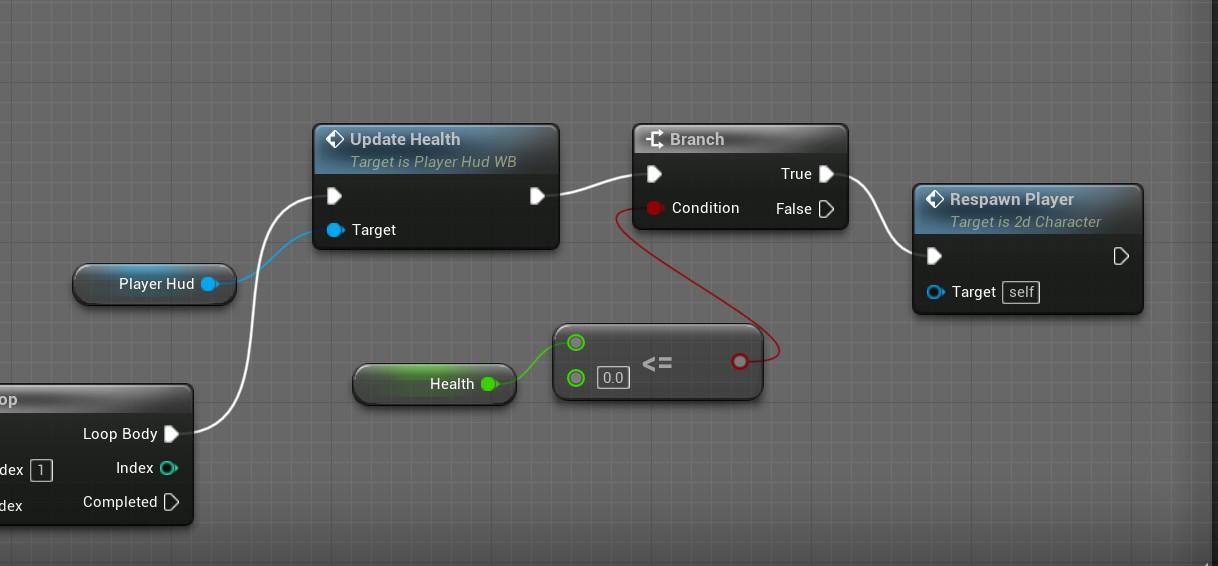 Update Health
Target is Player Hud WB
Target
Branch
True
Condition
False
Respawn Player
Target is 2d Character
Target self
Player Hud
Health
0.0
<=
op
Loop Body
dex 1
Index
Completed
dex